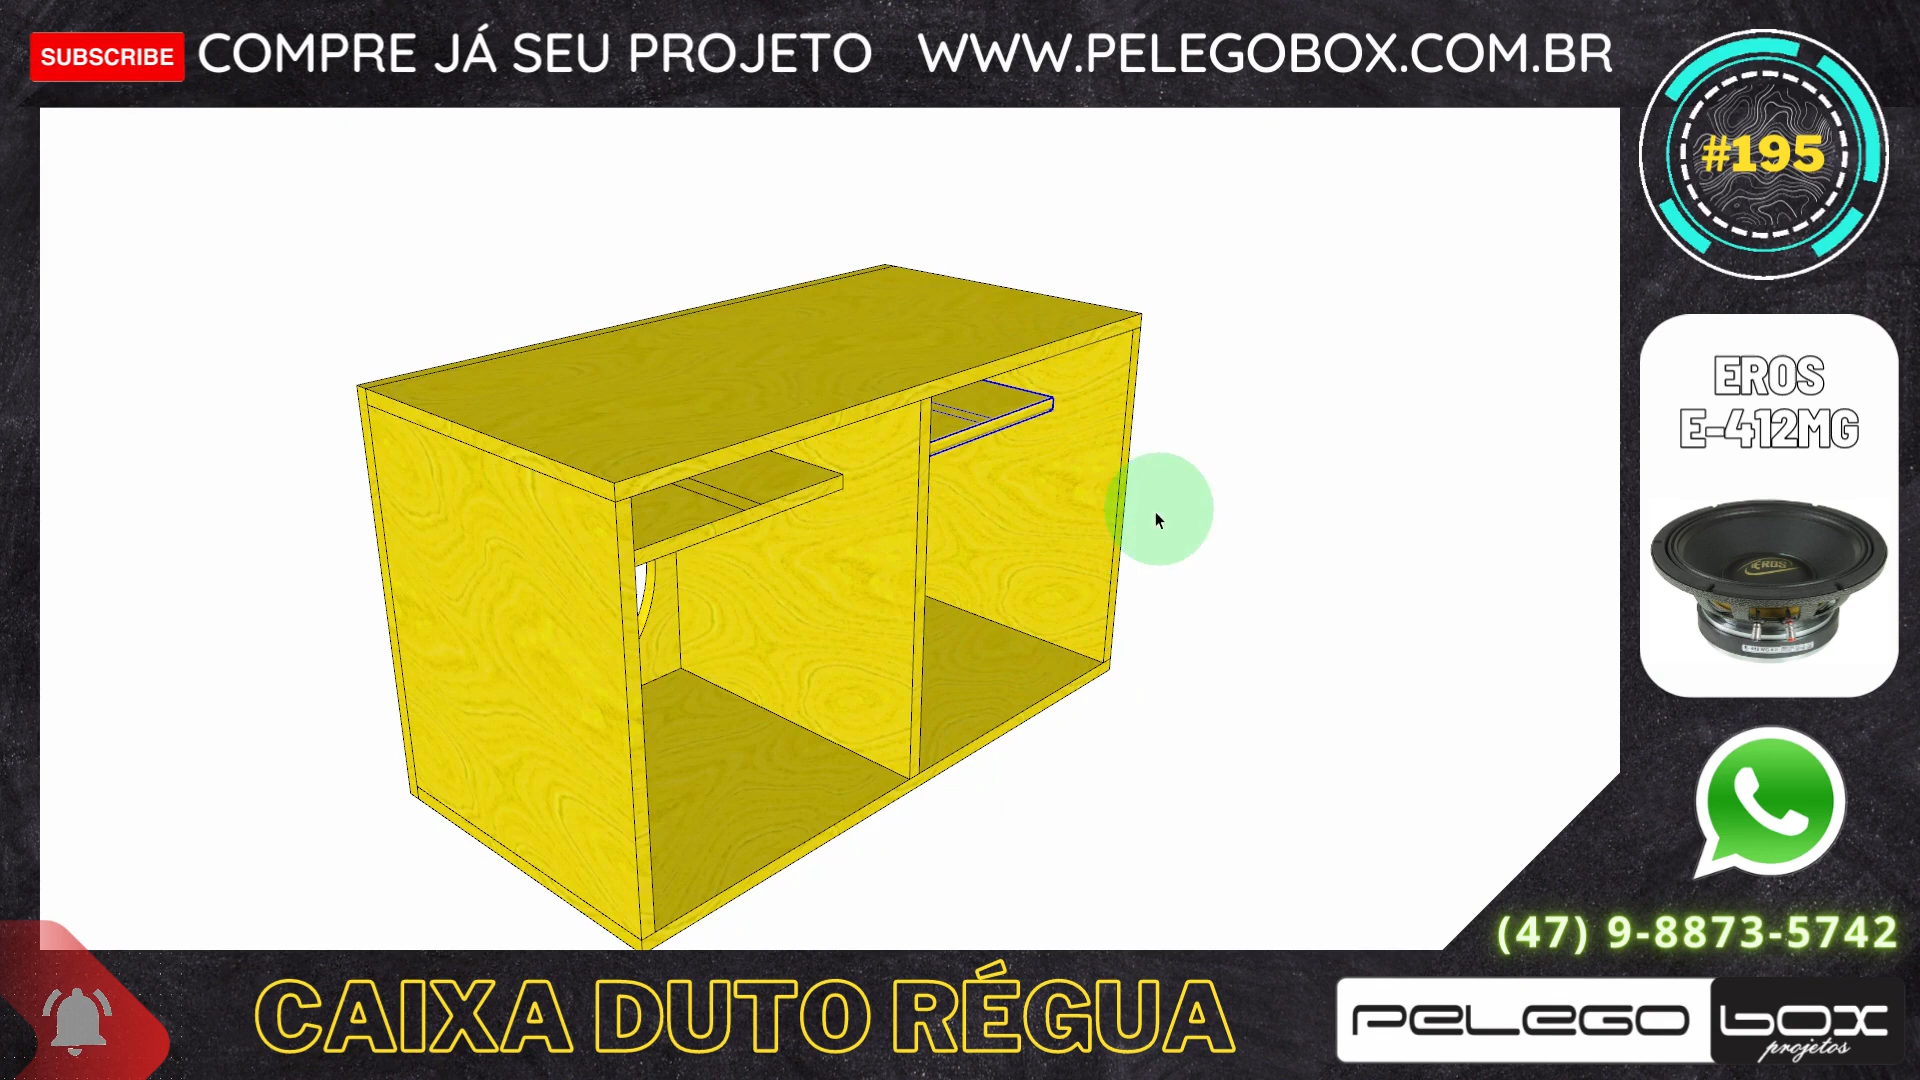 SUBSCRIBE COMPRE JÁ SEU PROJETO WWW.PELEGOBOX.COM.BR
#195
EROS
E-412MG
EROS
(47) 9-8873-5742
CAIXA DUTO RÉGUA
PELEGO box
projetos